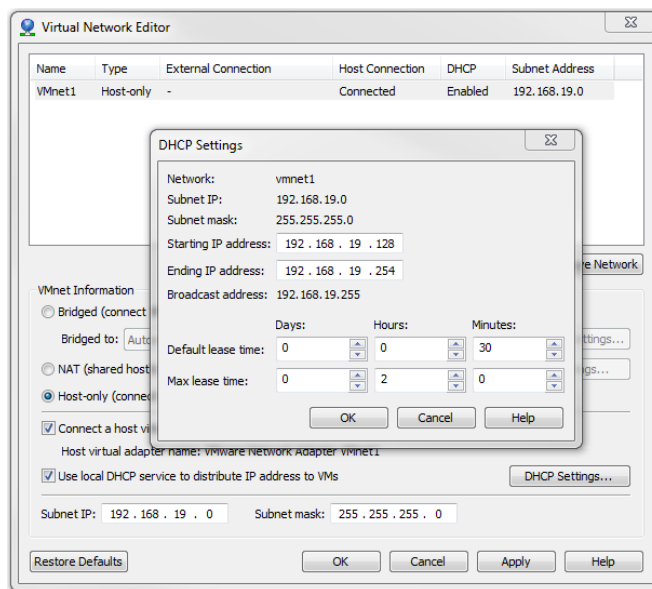 Virtual Network Editor
Name Type External Connection Host Connection DHCP Subnet Address
VMnet1 Host-only - Connected Enabled 192.168.19.0
DHCP Settings
Network: vmnet1
Subnet IP: 192.168.19.0
Subnet mask: 255.255.255.0
Starting IP address: 192 . 168 . 19 . 128
Ending IP address: 192 . 168 . 19 . 254
Broadcast address: 192.168.19.255
Days: Hours: Minutes:
Default lease time: 0 0 30
Max lease time: 0 2 0
OK Cancel Help
Network
VMnet Information
Bridged (connect
Bridged to:
NAT (shared host
Host-only (connec
Connect a host vi
Host virtual adapter name: VMware Network Adapter VMnet1
Use local DHCP service to distribute IP address to VMs DHCP Settings...
Subnet IP: 192 . 168 . 19 . 0 Subnet mask: 255 . 255 . 255 . 0
Restore Defaults OK Cancel Apply Help